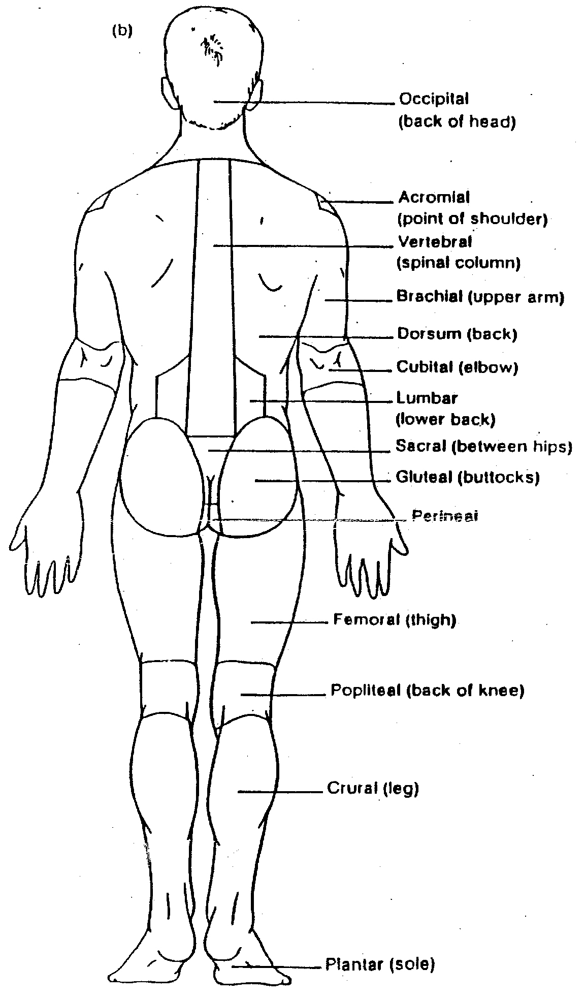 (b)
Occipital
(back of head)
Acromial
(point of shoulder)
Vertebral
(spinal column)
Brachial (upper arm)
Dorsum (back)
Cubital (elbow)
Lumbar
(lower back)
Sacral (between hips)
Gluteal (buttocks)
Perineal
Femoral (thigh)
Popliteal (back of knee)
Crural (leg)
Plantar (sole)